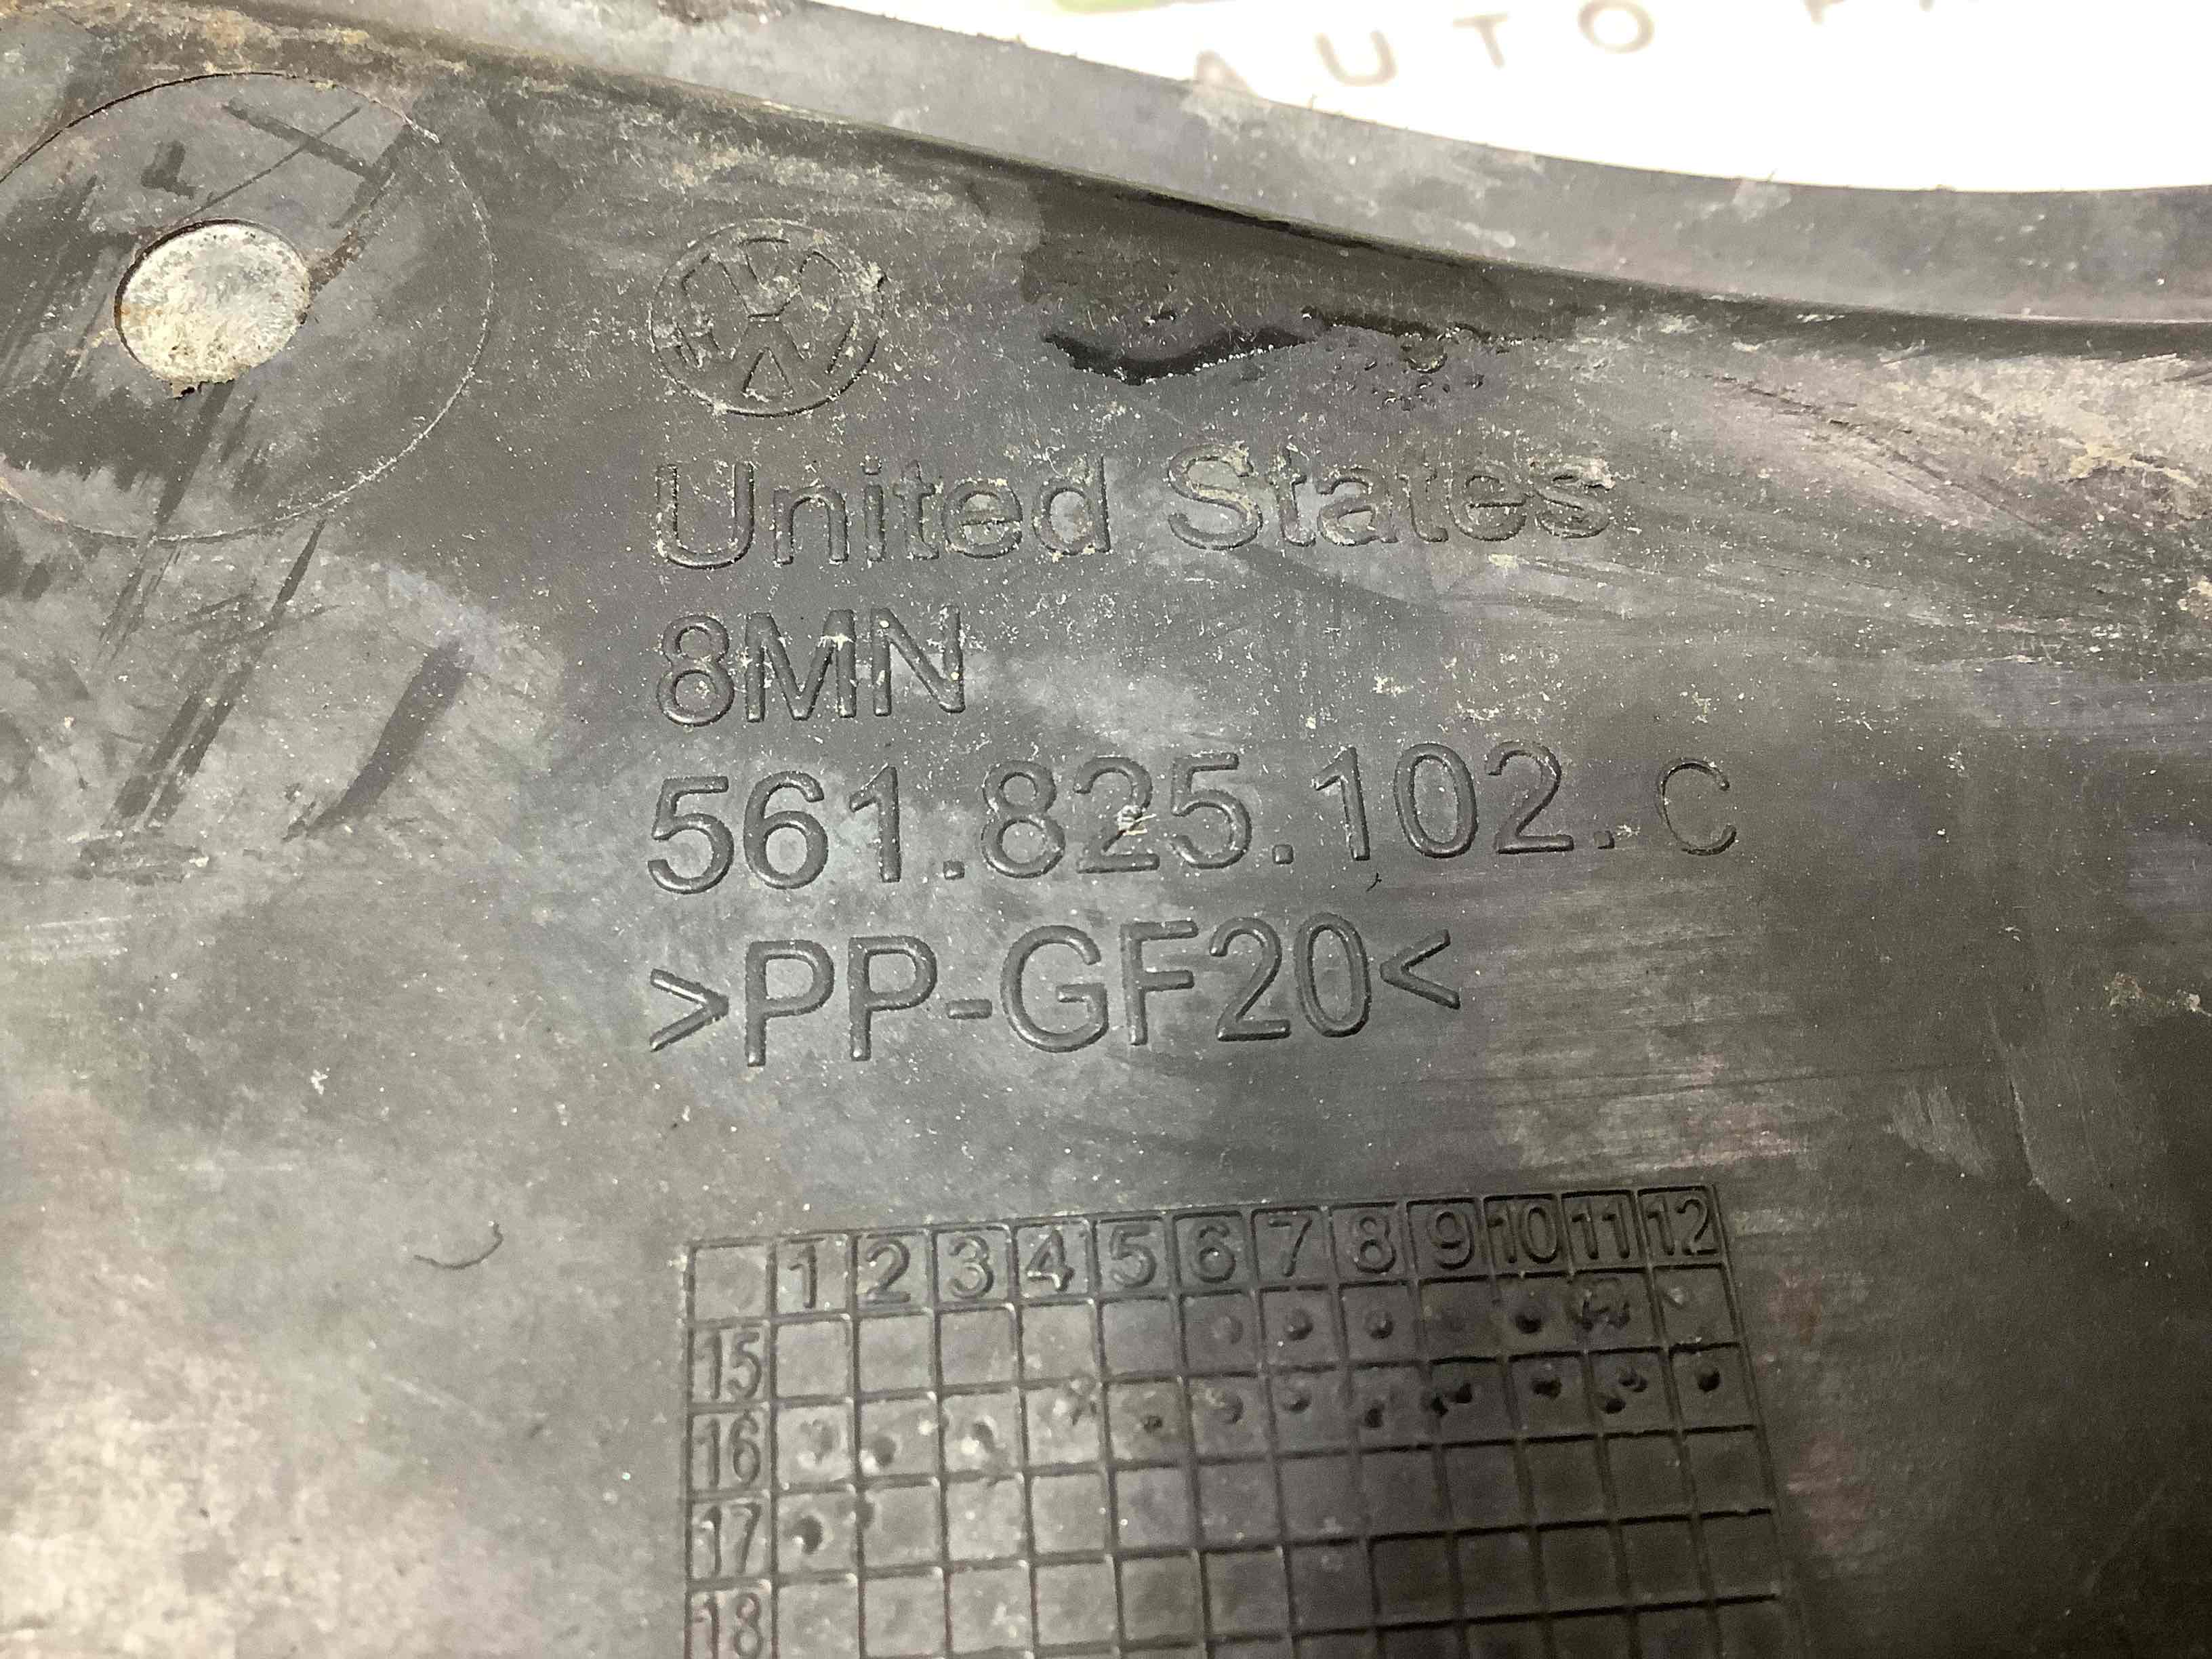 AUTO
United States
8MN
561.825.102.C
>PP-GF20<
1 2 3 4 5 6 7 8 9 10 11 12
15
16
17
18